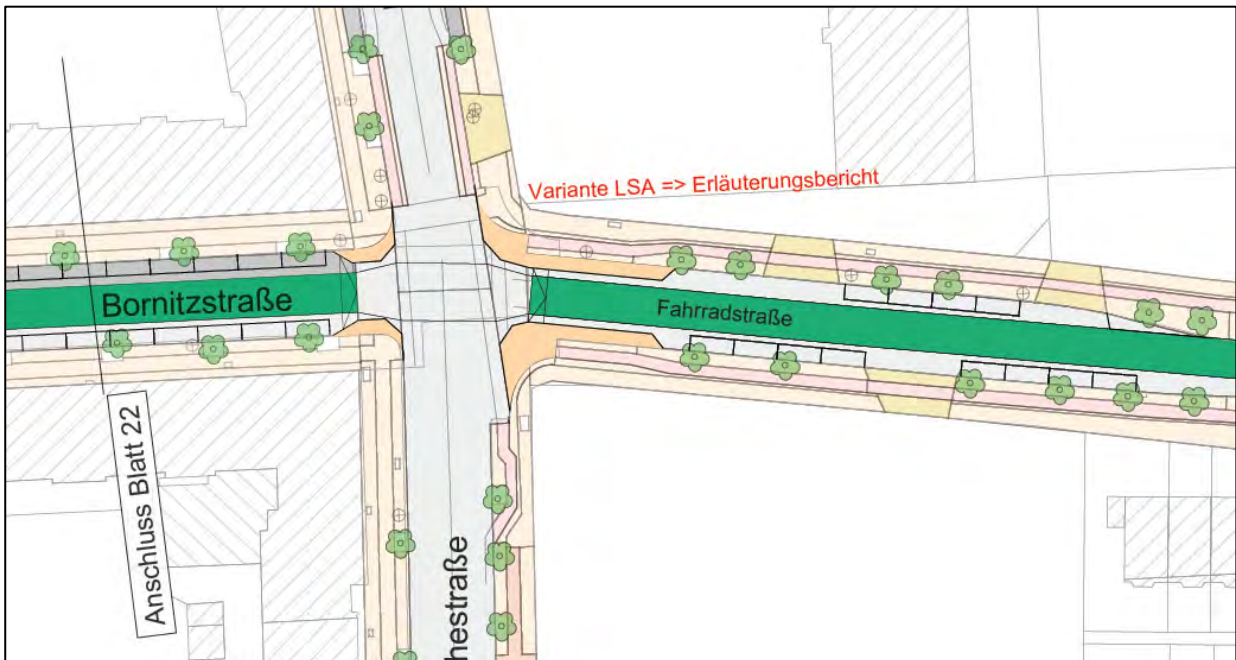 Variante LSA => Erläuterungsbericht
Bornitzstraße
Fahrradstraße
Anschluss Blatt 22
hestraße